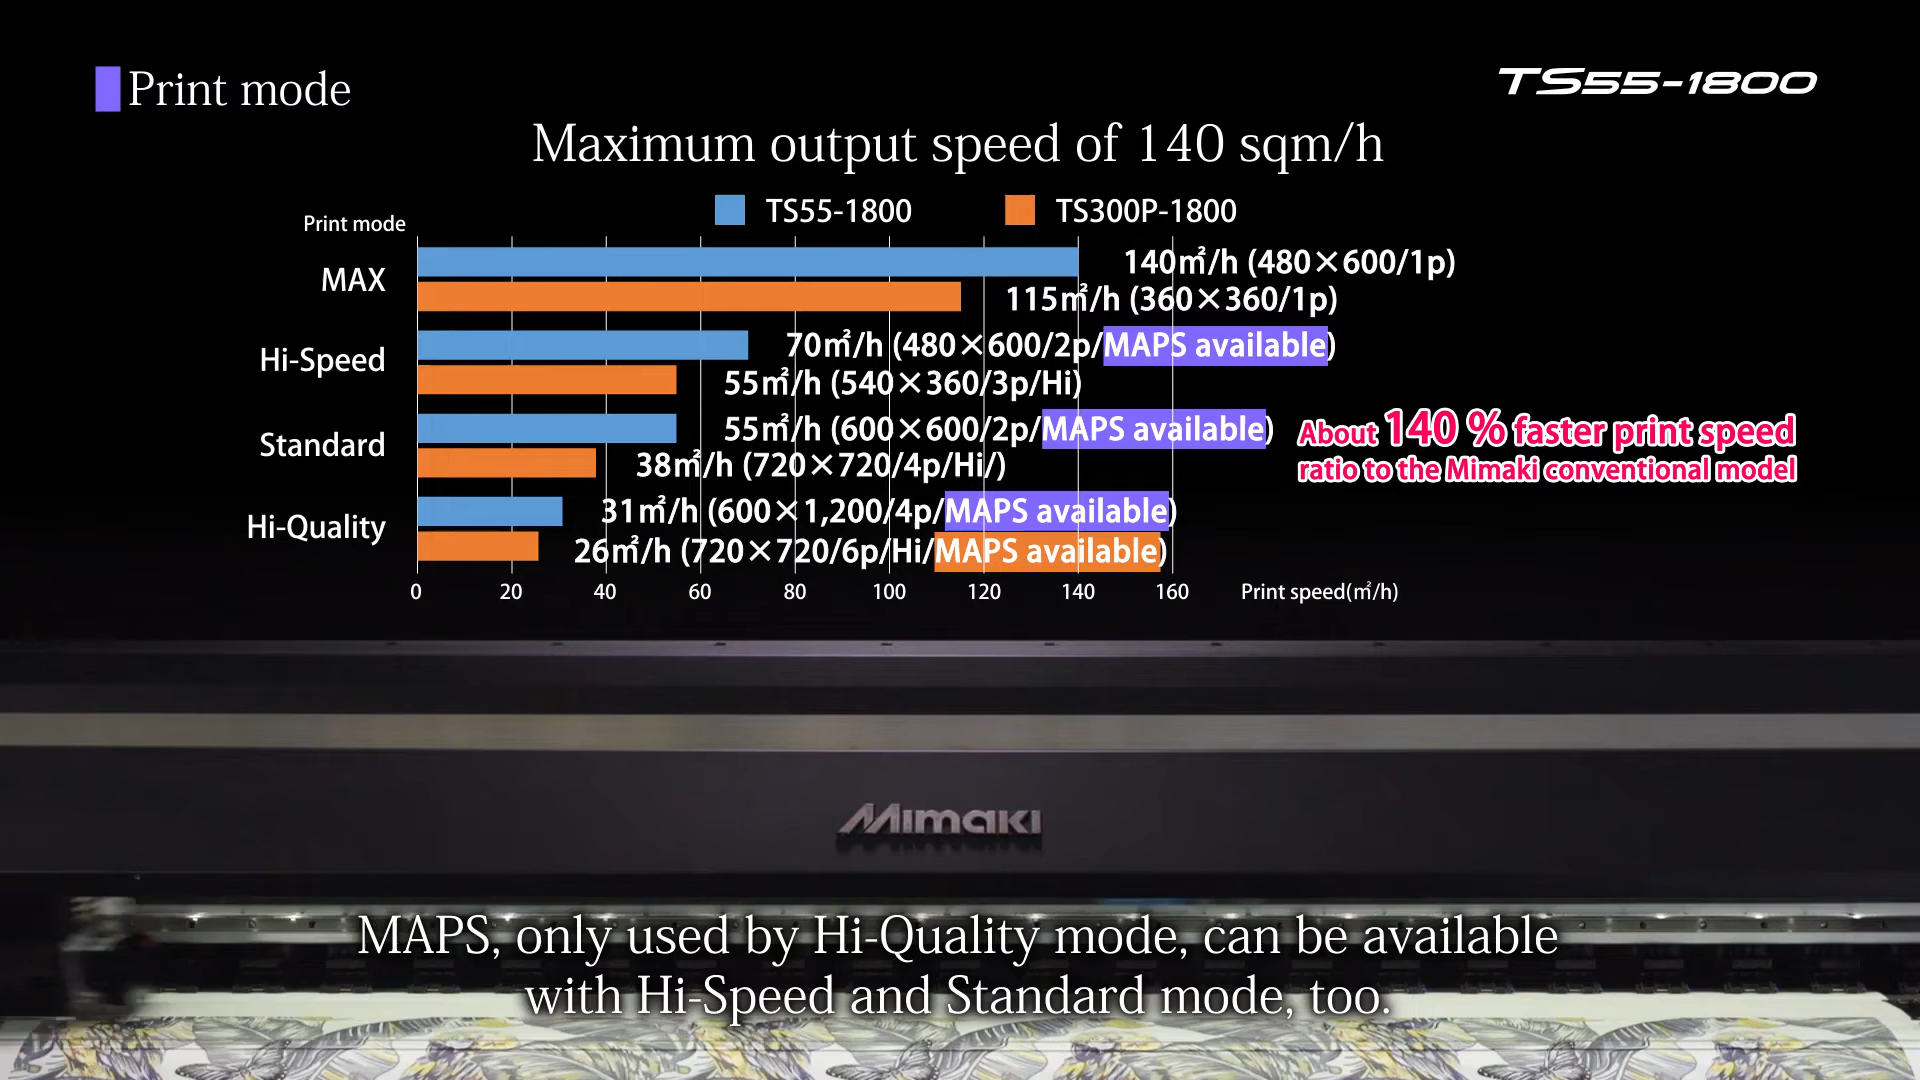 Print mode
TS55-1800
Maximum output speed of 140 sqm/h
TS55-1800
TS300P-1800
Print mode
MAX
140㎡/h (480×600/1p)
115㎡/h (360×360/1p)
Hi-Speed
70㎡/h (480×600/2p/MAPS available)
55㎡/h (540×360/3p/Hi)
Standard
55㎡/h (600×600/2p/MAPS available)
38㎡/h (720×720/4p/Hi/)
About 140 % faster print speed
ratio to the Mimaki conventional model
Hi-Quality
31㎡/h (600×1,200/4p/MAPS available)
26㎡/h (720×720/6p/Hi/MAPS available)
0 20 40 60 80 100 120 140 160 Print speed(㎡/h)
Mimaki
MAPS, only used by Hi-Quality mode, can be available
with Hi-Speed and Standard mode, too.